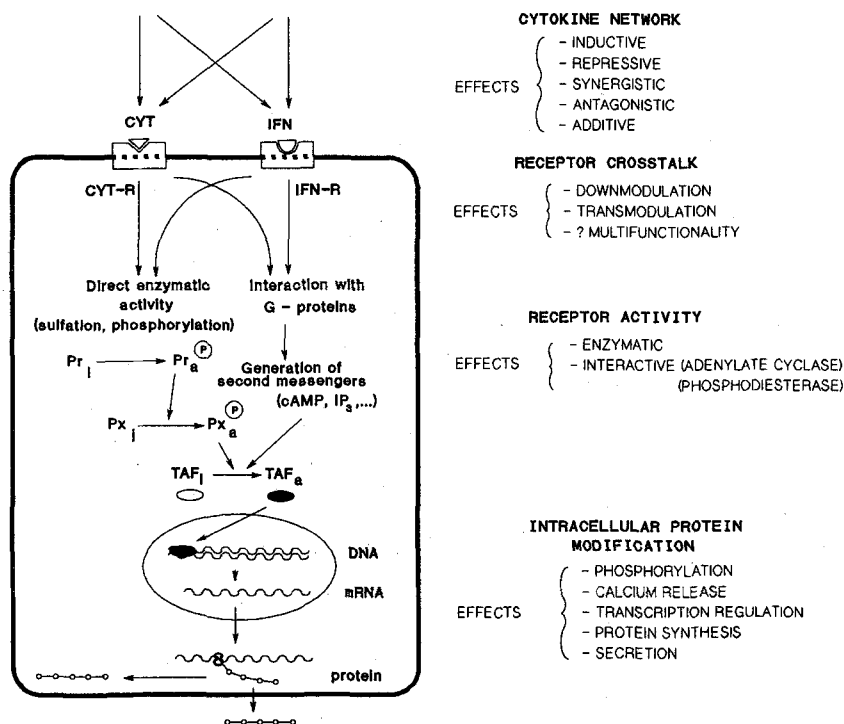 CYT
IFN
CYT-R
IFN-R
Direct enzymatic
activity
(sulfation, phosphorylation)
Interaction with
G - proteins
Pr i
Pr a P
Generation of
second messengers
(cAMP, IP3,...)
Px i
Px a P
TAF i
TAF a
DNA
mRNA
protein
CYTOKINE NETWORK
EFFECTS
- INDUCTIVE
- REPRESSIVE
- SYNERGISTIC
- ANTAGONISTIC
- ADDITIVE
RECEPTOR CROSSTALK
EFFECTS
- DOWNMODULATION
- TRANSMODULATION
- ? MULTIFUNCTIONALITY
RECEPTOR ACTIVITY
EFFECTS
- ENZYMATIC
- INTERACTIVE (ADENYLATE CYCLASE)
(PHOSPHODIESTERASE)
INTRACELLULAR PROTEIN
MODIFICATION
EFFECTS
- PHOSPHORYLATION
- CALCIUM RELEASE
- TRANSCRIPTION REGULATION
- PROTEIN SYNTHESIS
- SECRETION